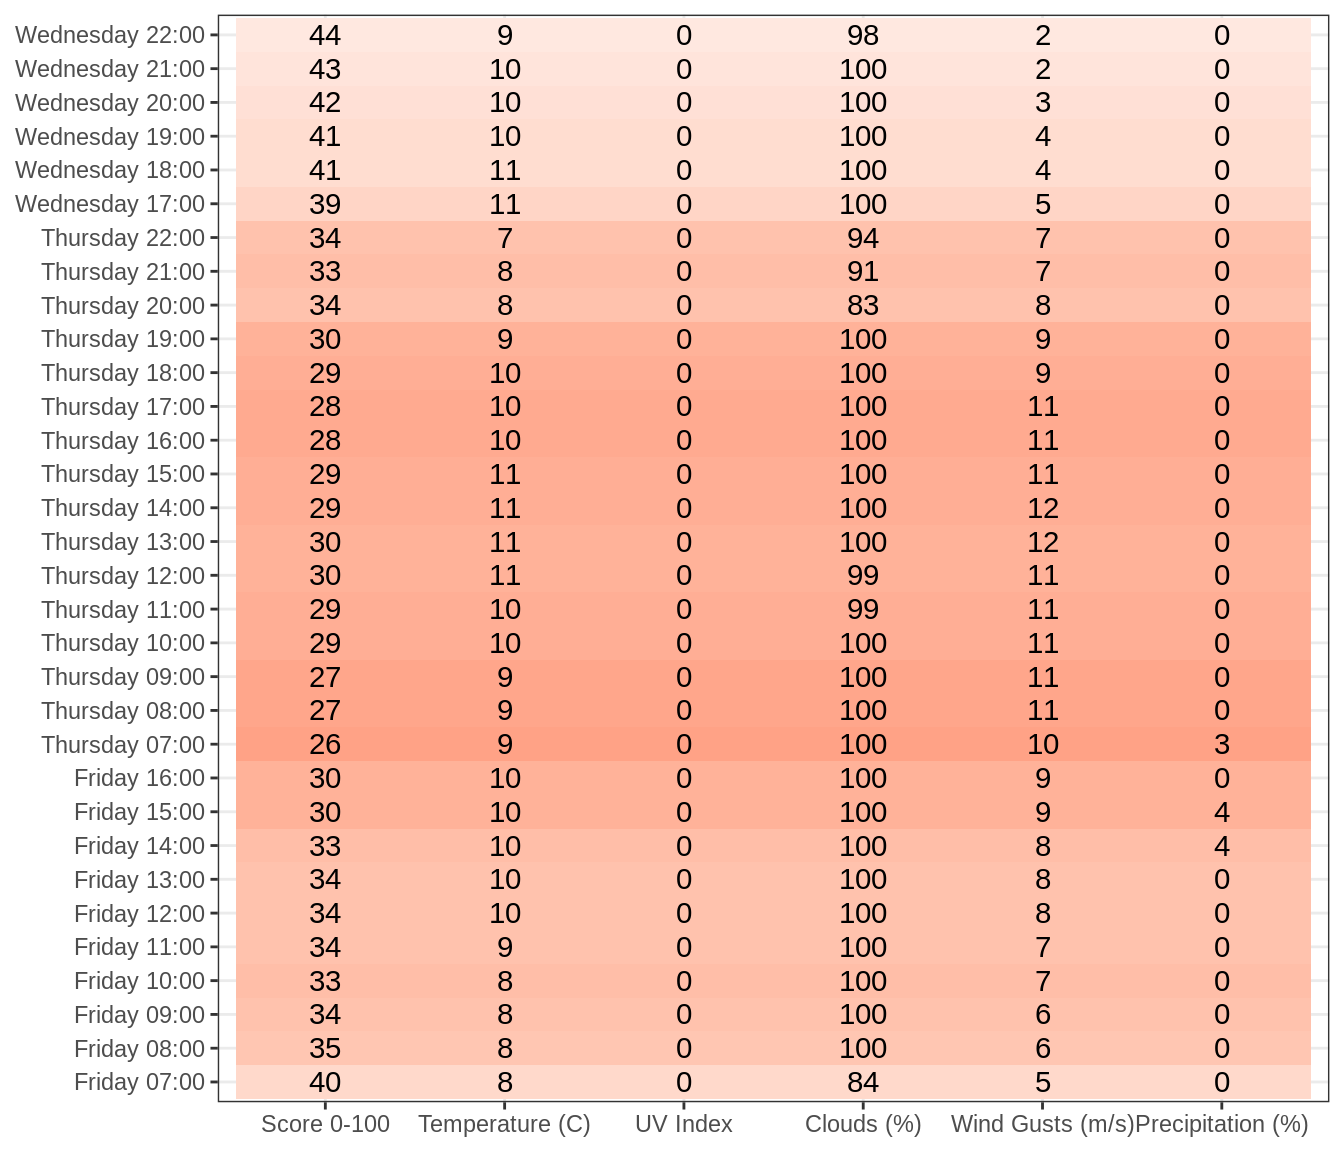 Wednesday 22:00 44 9 0 98 2 0
Wednesday 21:00 43 10 0 100 2 0
Wednesday 20:00 42 10 0 100 3 0
Wednesday 19:00 41 10 0 100 4 0
Wednesday 18:00 41 11 0 100 4 0
Wednesday 17:00 39 11 0 100 5 0
Thursday 22:00 34 7 0 94 7 0
Thursday 21:00 33 8 0 91 7 0
Thursday 20:00 34 8 0 83 8 0
Thursday 19:00 30 9 0 100 9 0
Thursday 18:00 29 10 0 100 9 0
Thursday 17:00 28 10 0 100 11 0
Thursday 16:00 28 10 0 100 11 0
Thursday 15:00 29 11 0 100 11 0
Thursday 14:00 29 11 0 100 12 0
Thursday 13:00 30 11 0 100 12 0
Thursday 12:00 30 11 0 99 11 0
Thursday 11:00 29 10 0 99 11 0
Thursday 10:00 29 10 0 100 11 0
Thursday 09:00 27 9 0 100 11 0
Thursday 08:00 27 9 0 100 11 0
Thursday 07:00 26 9 0 100 10 3
Friday 16:00 30 10 0 100 9 0
Friday 15:00 30 10 0 100 9 4
Friday 14:00 33 10 0 100 8 4
Friday 13:00 34 10 0 100 8 0
Friday 12:00 34 10 0 100 8 0
Friday 11:00 34 9 0 100 7 0
Friday 10:00 33 8 0 100 7 0
Friday 09:00 34 8 0 100 6 0
Friday 08:00 35 8 0 100 6 0
Friday 07:00 40 8 0 84 5 0
Score 0-100 Temperature (C) UV Index Clouds (%) Wind Gusts (m/s) Precipitation (%)